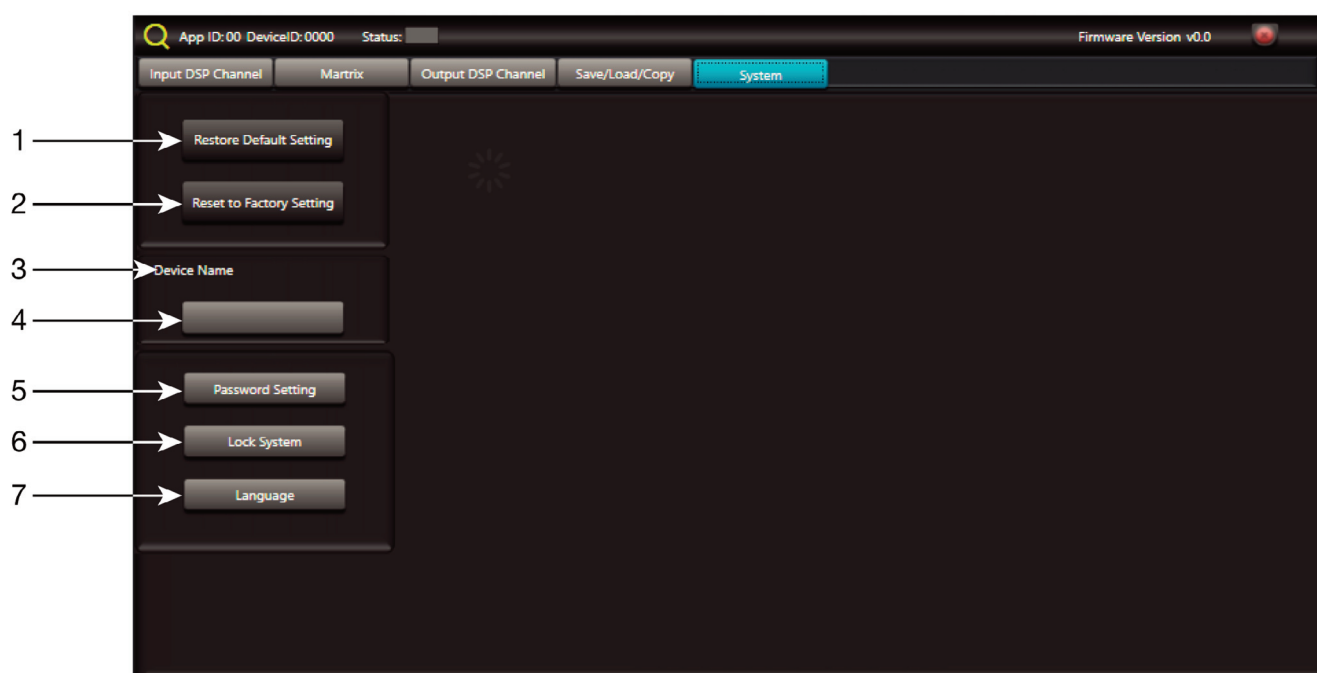 App ID: 00 DeviceID: 0000 Status: Firmware Version v0.0
Input DSP Channel Martrix Output DSP Channel Save/Load/Copy System
1 Restore Default Setting
2 Reset to Factory Setting
3 Device Name
4
5 Password Setting
6 Lock System
7 Language